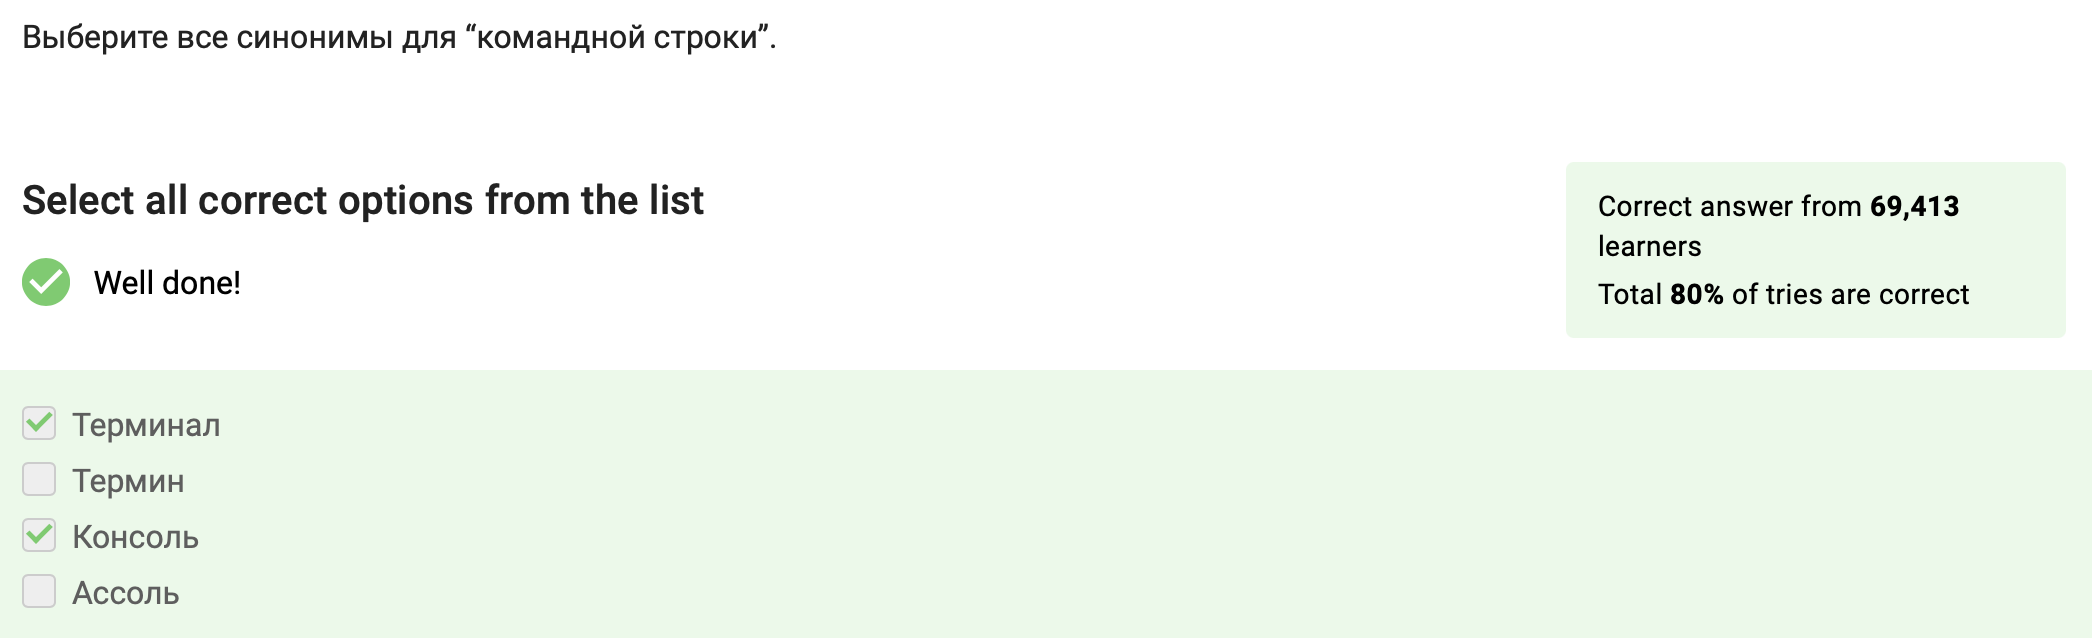 Выберите все синонимы для “командной строки”.
Select all correct options from the list
Well done!
Correct answer from 69,413
learners
Total 80% of tries are correct
Терминал
Термин
Консоль
Ассоль